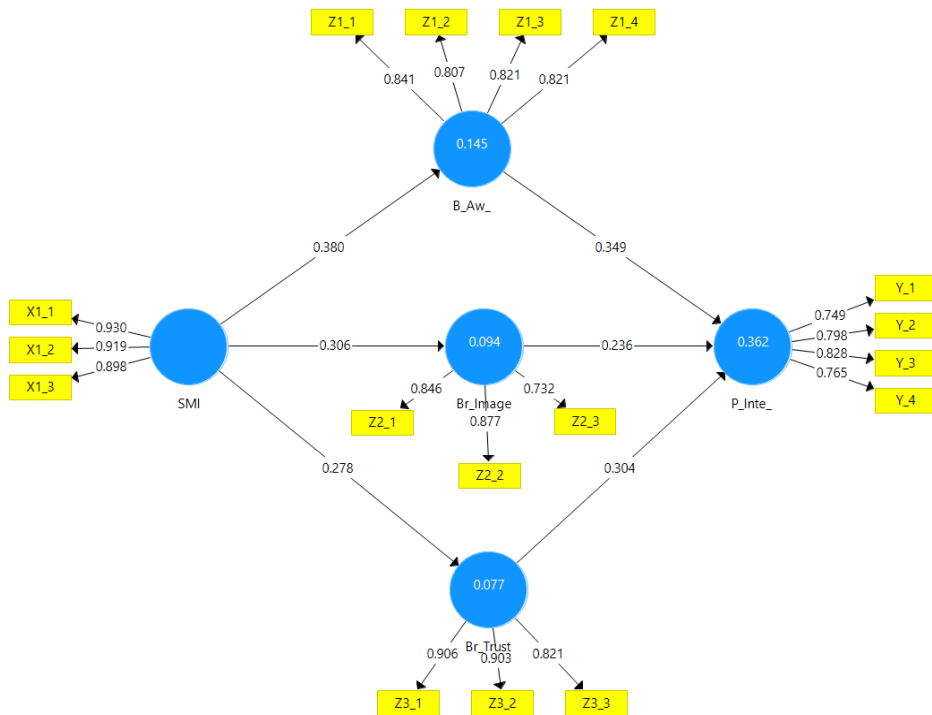 Z1_1 Z1_2 Z1_3 Z1_4
0.841 0.807 0.821 0.821
0.145
B_Aw_
0.380 0.349
X1_1
X1_2
X1_3
0.930
0.919
0.898
SMI
0.306
0.094
Br_Image
0.236
0.846 0.877 0.732
Z2_1 Z2_2 Z2_3
0.362
P_Inte_
0.749
0.798
0.828
0.765
Y_1
Y_2
Y_3
Y_4
0.278 0.304
0.077
Br_Trust
0.906 0.903 0.821
Z3_1 Z3_2 Z3_3